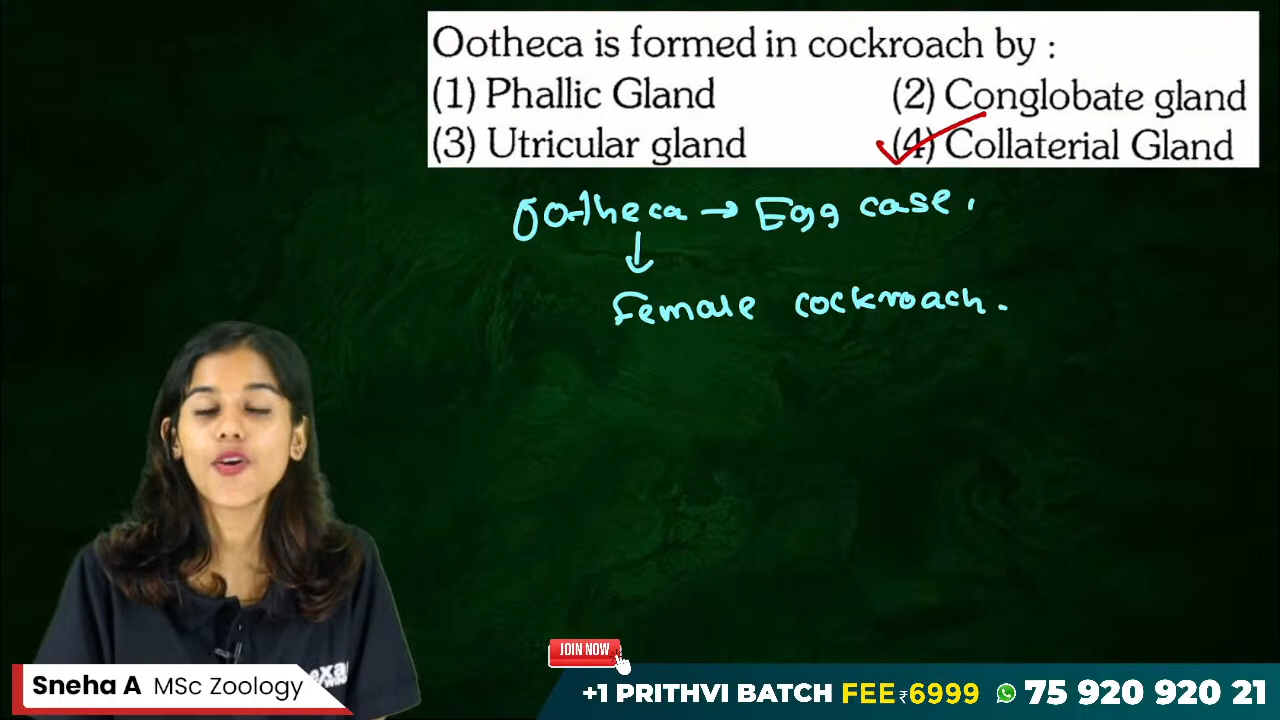 Ootheca is formed in cockroach by :
(1) Phallic Gland (2) Conglobate gland
(3) Utricular gland (4) Collaterial Gland
Ootheca → Egg case.
↓
Female cockroach.
exa
JOIN NOW
Sneha A MSc Zoology
+1 PRITHVI BATCH FEE ₹6999 75 920 920 21